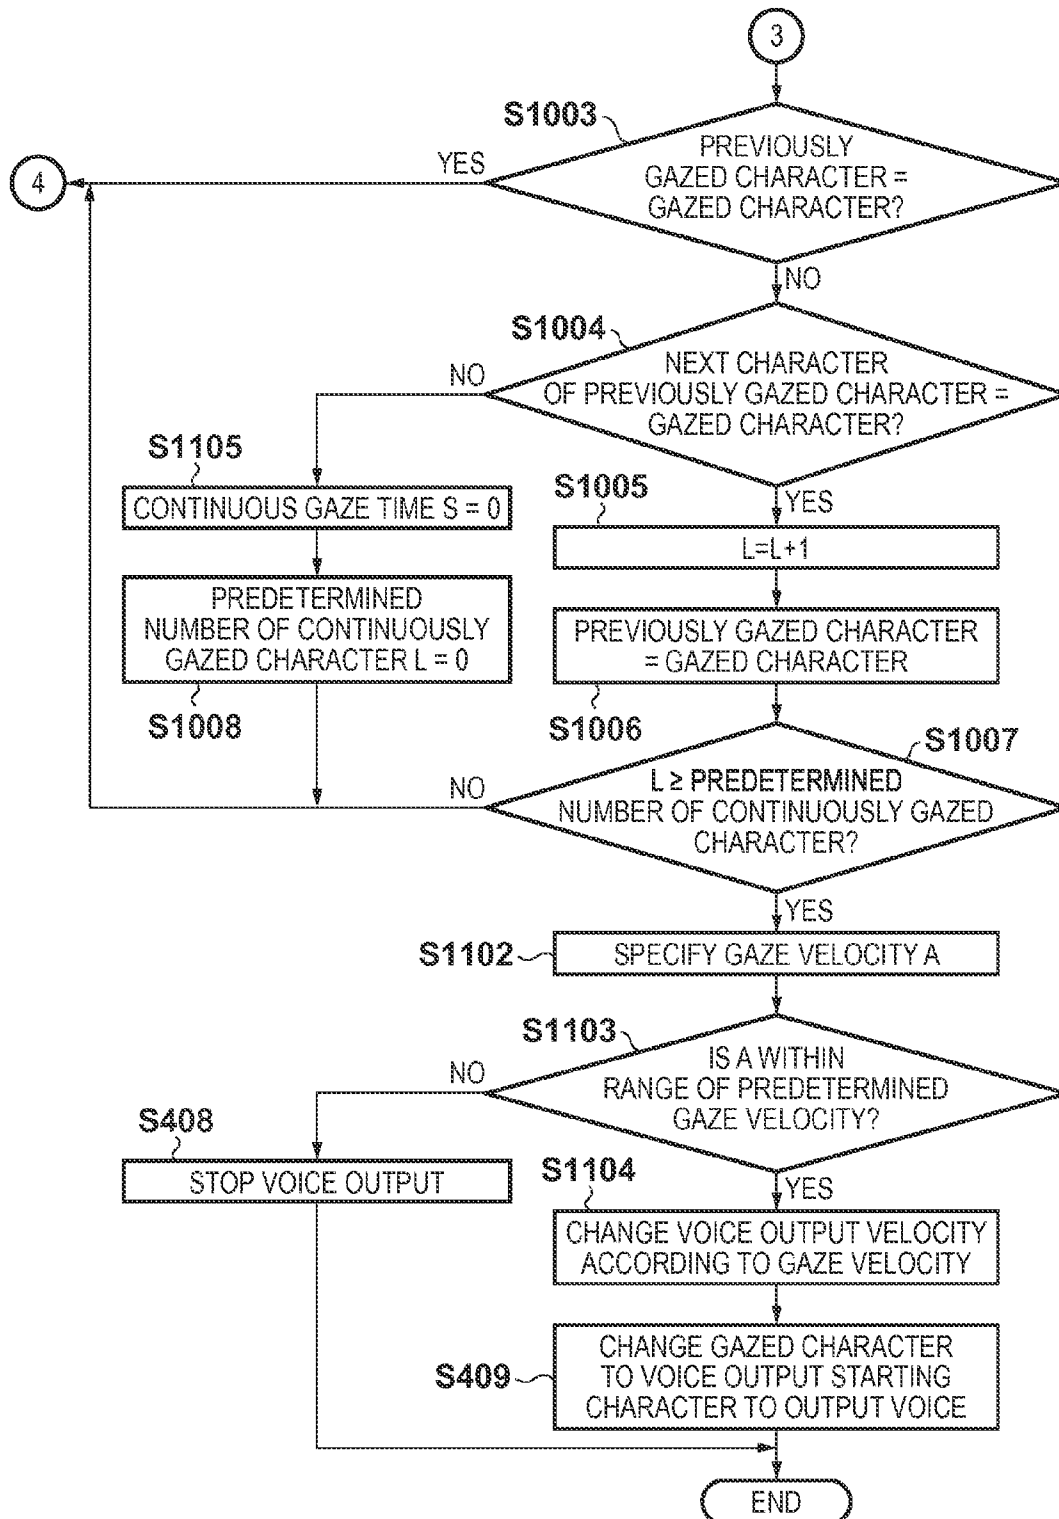 3
S1003
PREVIOUSLY
GAZED CHARACTER =
GAZED CHARACTER?
YES
4
NO
S1004
NEXT CHARACTER
OF PREVIOUSLY GAZED CHARACTER =
GAZED CHARACTER?
NO
YES
S1105
CONTINUOUS GAZE TIME S = 0
S1005
L=L+1
PREDETERMINED
NUMBER OF CONTINUOUSLY
GAZED CHARACTER L = 0
S1008
PREVIOUSLY GAZED CHARACTER
= GAZED CHARACTER
S1006
S1007
L ≥ PREDETERMINED
NUMBER OF CONTINUOUSLY GAZED
CHARACTER?
NO
YES
S1102
SPECIFY GAZE VELOCITY A
S1103
IS A WITHIN
RANGE OF PREDETERMINED
GAZE VELOCITY?
NO
YES
S408
STOP VOICE OUTPUT
S1104
CHANGE VOICE OUTPUT VELOCITY
ACCORDING TO GAZE VELOCITY
S409
CHANGE GAZED CHARACTER
TO VOICE OUTPUT STARTING
CHARACTER TO OUTPUT VOICE
END